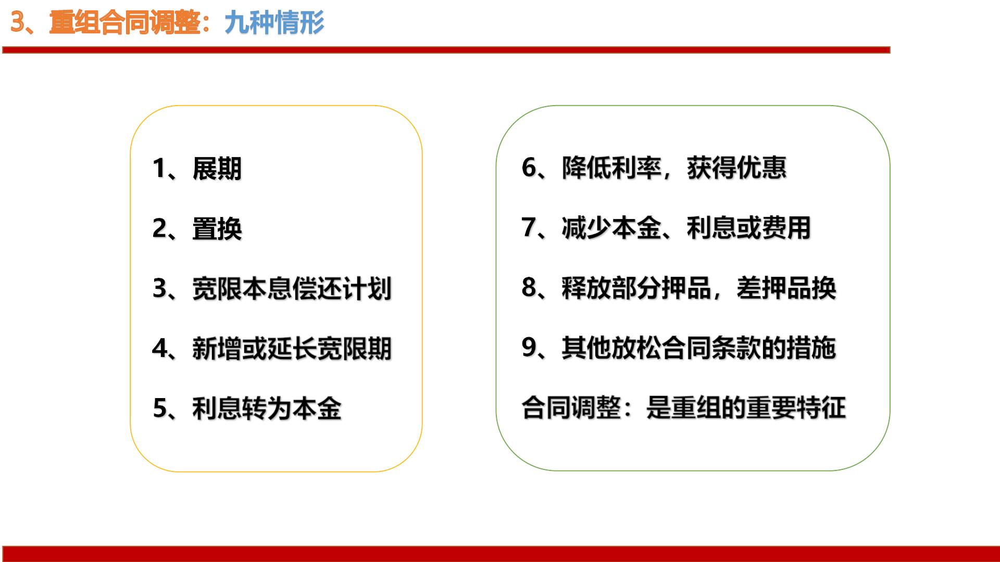 3、重组合同调整：九种情形
1、展期
2、置换
3、宽限本息偿还计划
4、新增或延长宽限期
5、利息转为本金
6、降低利率，获得优惠
7、减少本金、利息或费用
8、释放部分押品，差押品换
9、其他放松合同条款的措施
合同调整：是重组的重要特征